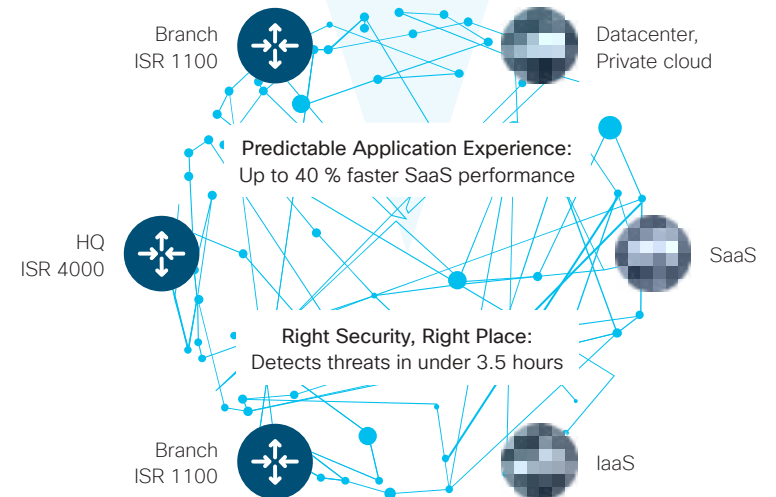 Branch
ISR 1100
Datacenter,
Private cloud
Predictable Application Experience:
Up to 40 % faster SaaS performance
HQ
ISR 4000
SaaS
Right Security, Right Place:
Detects threats in under 3.5 hours
Branch
ISR 1100
IaaS